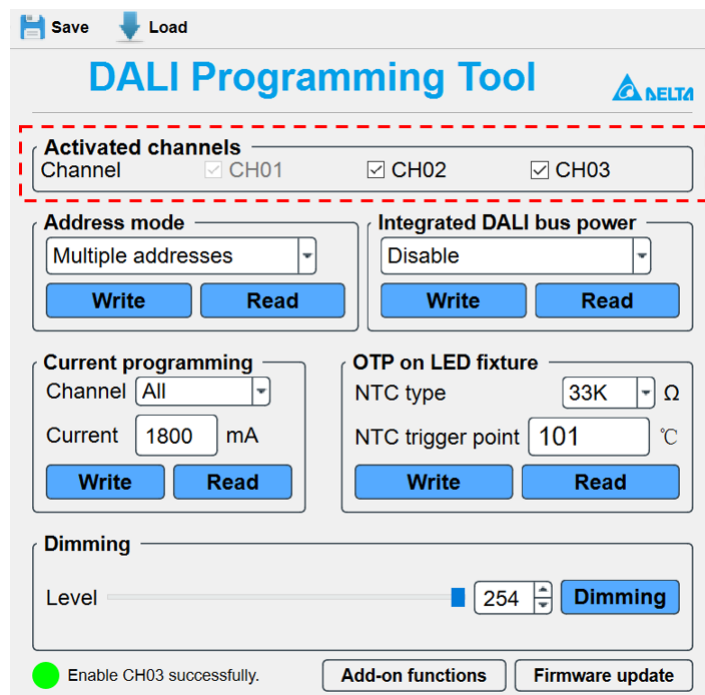 Save Load
DALI Programming Tool
DELTA
Activated channels
Channel CH01 CH02 CH03
Address mode Integrated DALI bus power
Multiple addresses Disable
Write Read Write Read
Current programming OTP on LED fixture
Channel All NTC type 33K Ω
Current 1800 mA NTC trigger point 101 ℃
Write Read Write Read
Dimming
Level 254 Dimming
Enable CH03 successfully. Add-on functions Firmware update